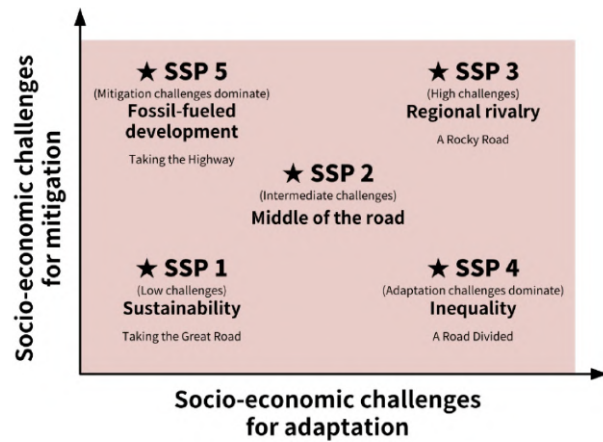 Socio-economic challenges
for mitigation
★ SSP 5
(Mitigation challenges dominate)
Fossil-fueled
development
Taking the Highway
★ SSP 3
(High challenges)
Regional rivalry
A Rocky Road
★ SSP 2
(Intermediate challenges)
Middle of the road
★ SSP 1
(Low challenges)
Sustainability
Taking the Great Road
★ SSP 4
(Adaptation challenges dominate)
Inequality
A Road Divided
Socio-economic challenges
for adaptation